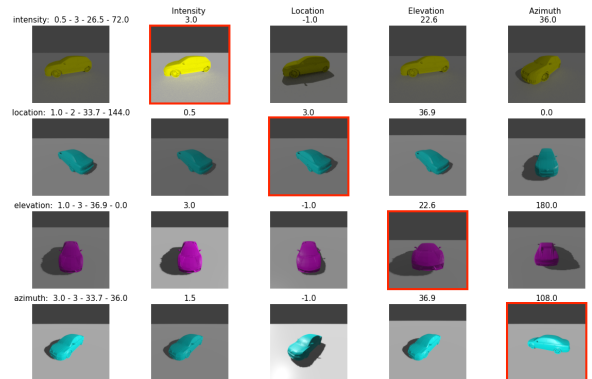 Intensity Location Elevation Azimuth
intensity: 0.5 - 3 - 26.5 - 72.0 3.0 -1.0 22.6 36.0
location: 1.0 - 2 - 33.7 - 144.0 0.5 3.0 36.9 0.0
elevation: 1.0 - 3 - 36.9 - 0.0 3.0 -1.0 22.6 180.0
azimuth: 3.0 - 3 - 33.7 - 36.0 1.5 -1.0 36.9 108.0